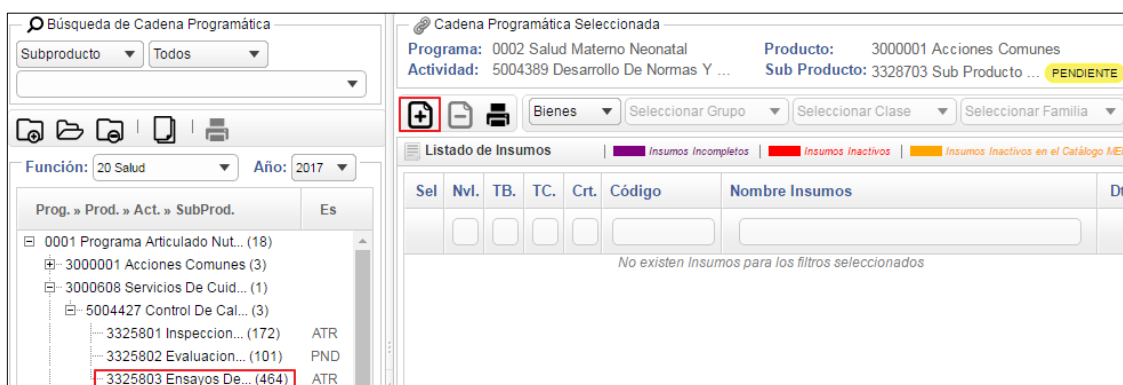 Búsqueda de Cadena Programática
Subproducto Todos
Función: 20 Salud Año: 2017
Prog. » Prod. » Act. » SubProd. Es
0001 Programa Articulado Nut... (18)
3000001 Acciones Comunes (3)
3000608 Servicios De Cuid... (1)
5004427 Control De Cal... (3)
3325801 Inspeccion... (172) ATR
3325802 Evaluacion... (101) PND
3325803 Ensayos De... (464) ATR
Cadena Programática Seleccionada
Programa: 0002 Salud Materno Neonatal Producto: 3000001 Acciones Comunes
Actividad: 5004389 Desarrollo De Normas Y ... Sub Producto: 3328703 Sub Producto ... PENDIENTE
Bienes Seleccionar Grupo Seleccionar Clase Seleccionar Familia
Listado de Insumos | Insumos Incompletos | Insumos Inactivos | Insumos Inactivos en el Catálogo ME
Sel Nvl. TB. TC. Crt. Código Nombre Insumos Dt
No existen Insumos para los filtros seleccionados